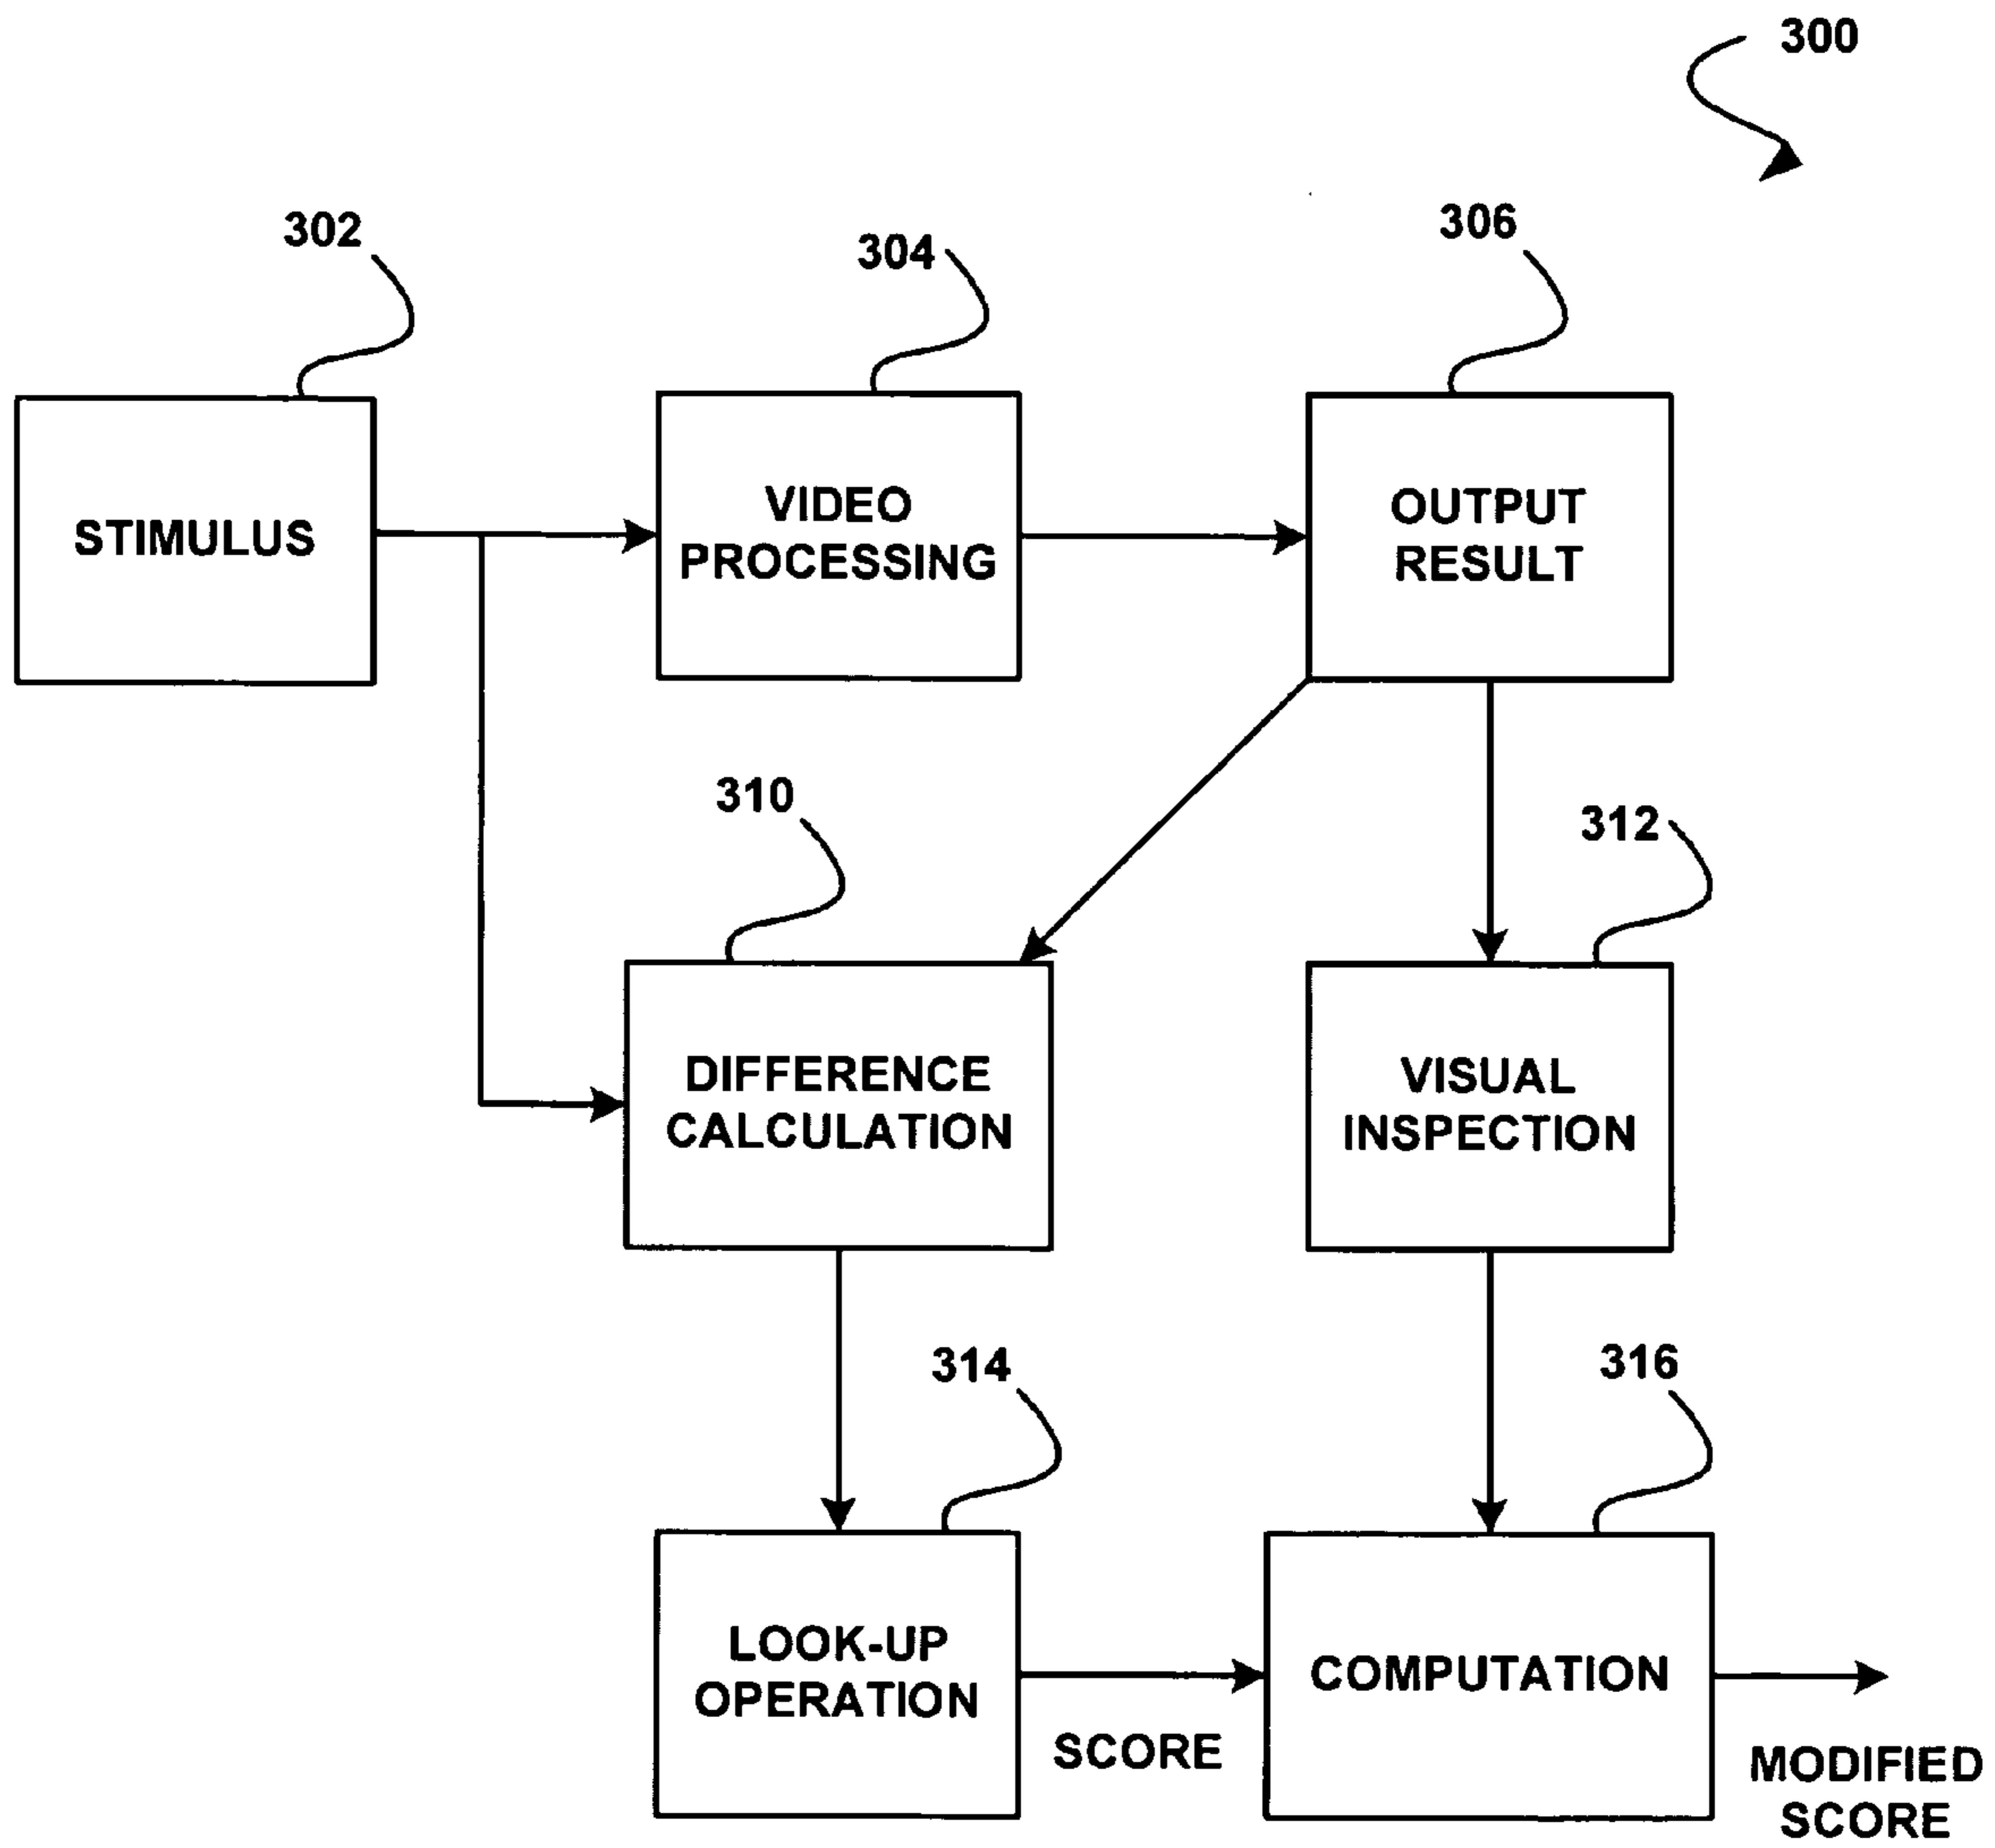 300
302
304
306
STIMULUS
VIDEO
PROCESSING
OUTPUT
RESULT
310
312
DIFFERENCE
CALCULATION
VISUAL
INSPECTION
314
316
LOOK-UP
OPERATION
SCORE
COMPUTATION
MODIFIED
SCORE